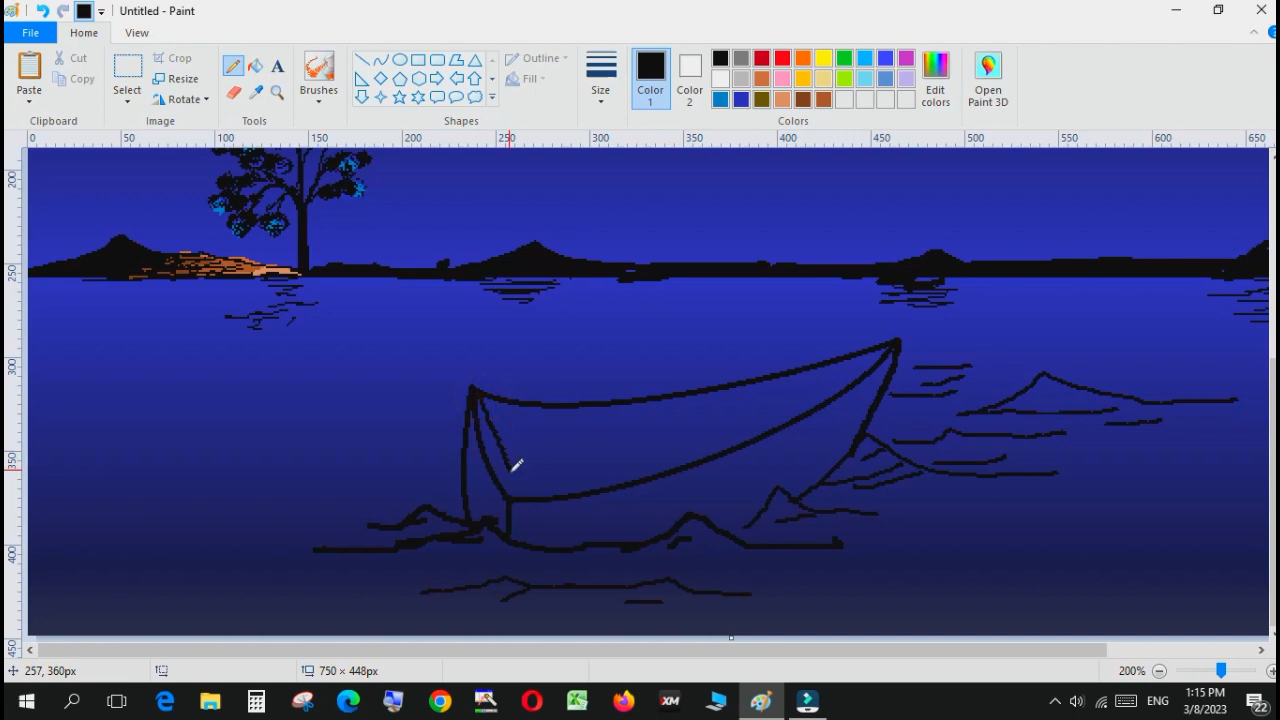 Untitled - Paint
File
Home
View
Paste
Cut
Copy
Clipboard
Select
Crop
Resize
Rotate
Image
Tools
Brushes
Outline
Fill
Shapes
Size
Color 1
Color 2
Edit colors
Colors
Open Paint 3D
0 50 100 150 200 250 300 350 400 450 500 550 600 650
200
250
300
350
400
450
257, 360px
750 × 448px
200%
XM
ENG
1:15 PM
3/8/2023
22